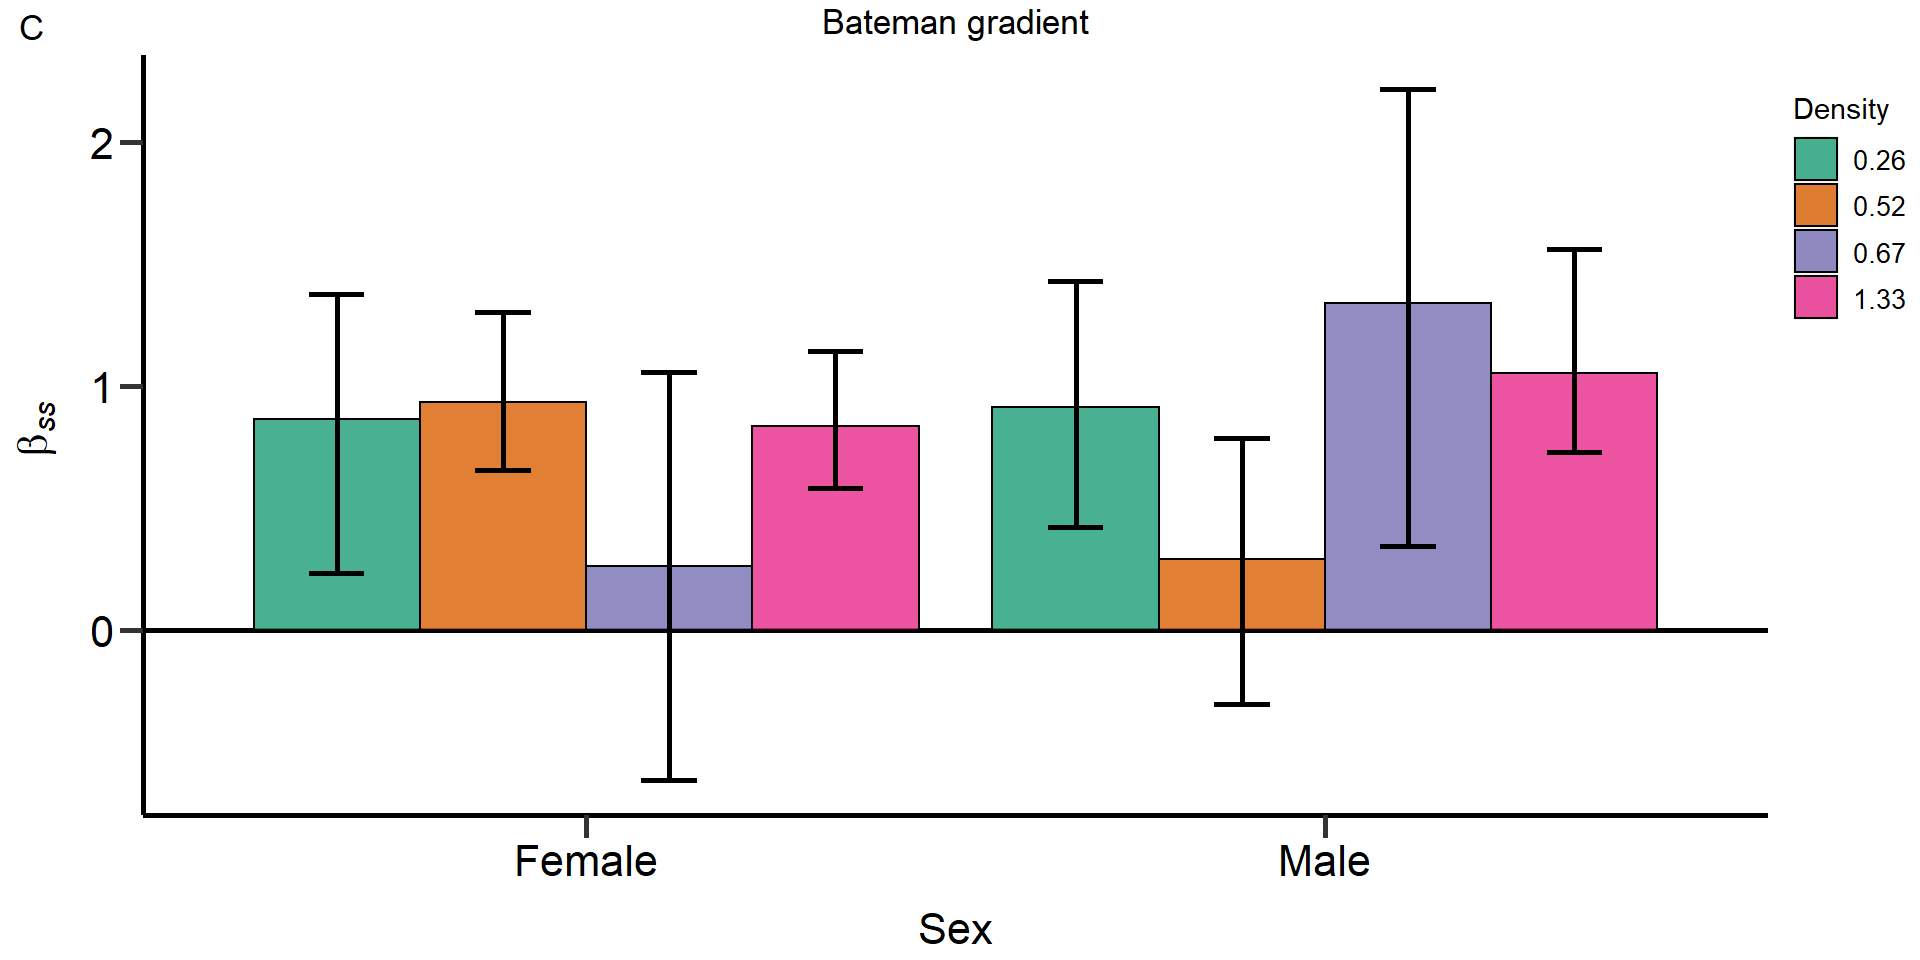 C
Bateman gradient
2
1
0
βss
Female
Male
Sex
Density
0.26
0.52
0.67
1.33